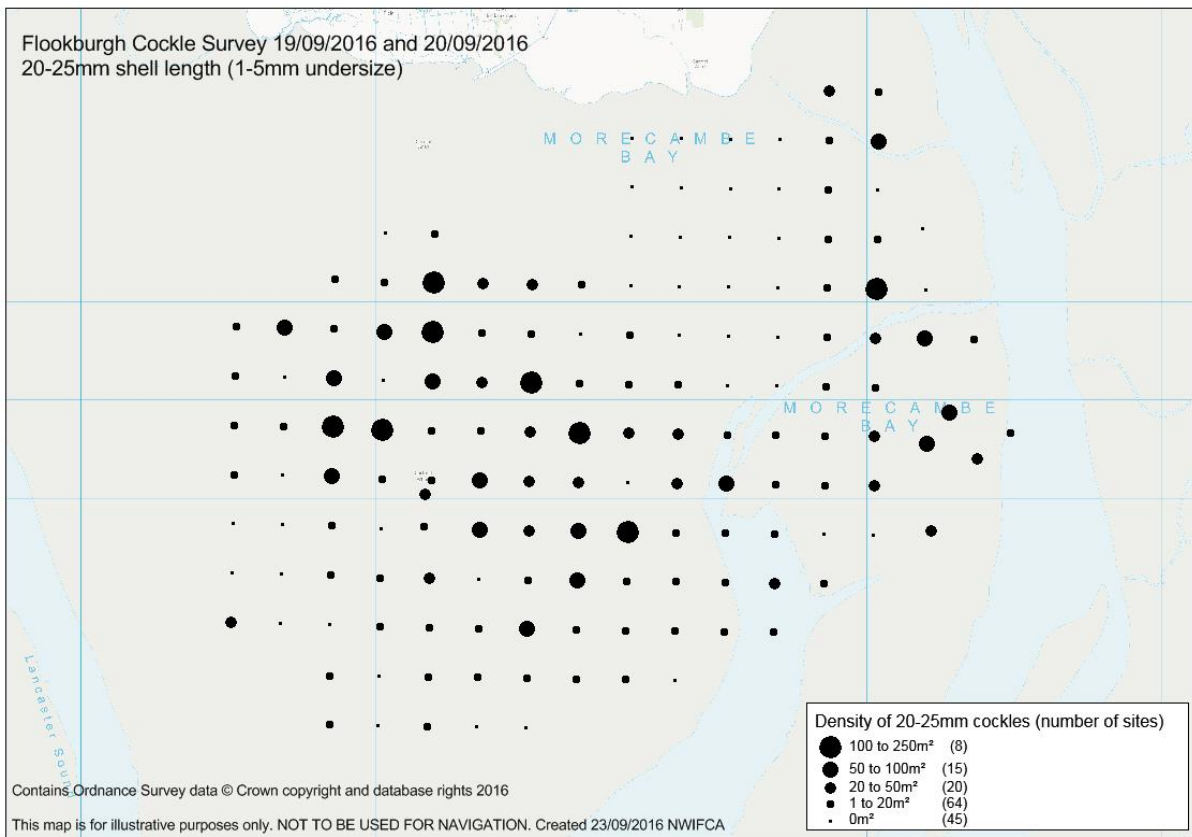 Flookburgh Cockle Survey 19/09/2016 and 20/09/2016
20-25mm shell length (1-5mm undersize)
MORECAMBE
BAY
MORECAMBE
BAY
Lancaster Sound
Density of 20-25mm cockles (number of sites)
100 to 250m² (8)
50 to 100m² (15)
20 to 50m² (20)
1 to 20m² (64)
0m² (45)
Contains Ordnance Survey data © Crown copyright and database rights 2016
This map is for illustrative purposes only. NOT TO BE USED FOR NAVIGATION. Created 23/09/2016 NWIFCA